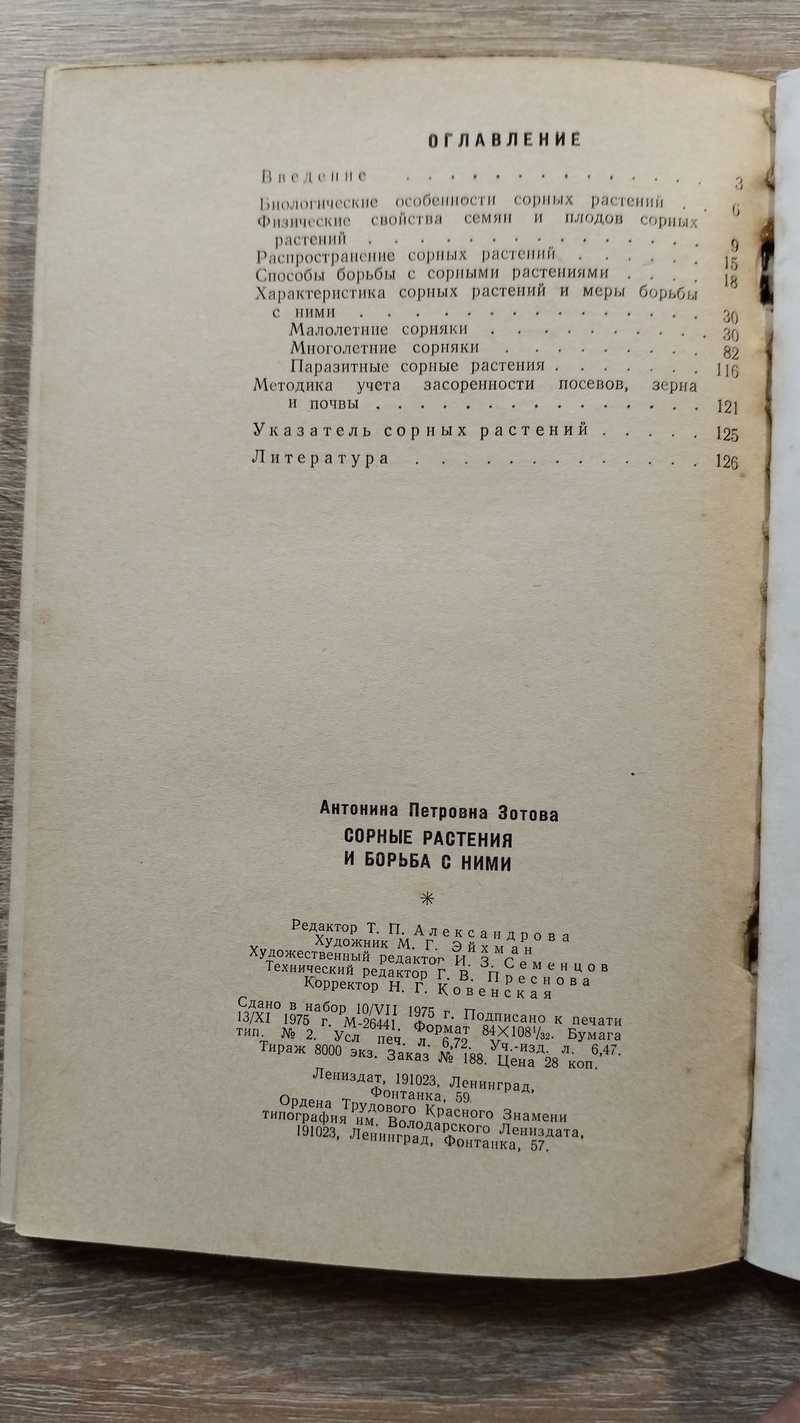 ОГЛАВЛЕНИЕ
Введение . . . . . . . . . . . . . . 3
Биологические особенности сорных растений . . 6
Физические свойства семян и плодов сорных
растений . . . . . . . . . . . . . . . 9
Распространение сорных растений . . . . . . 15
Способы борьбы с сорными растениями . . . . 18
Характеристика сорных растений и меры борьбы
с ними . . . . . . . . . . . . . . . 30
Малолетние сорняки . . . . . . . . . . 30
Многолетние сорняки . . . . . . . . . 82
Паразитные сорные растения . . . . . . . 116
Методика учета засоренности посевов, зерна
и почвы . . . . . . . . . . . . . . . 121
Указатель сорных растений . . . . . 125
Литература . . . . . . . . . . . . 126
Антонина Петровна Зотова
СОРНЫЕ РАСТЕНИЯ
И БОРЬБА С НИМИ
Редактор Т. П. Александрова
Художник М. Г. Эйхман
Художественный редактор И. З. Семенцов
Технический редактор Г. В. Преснова
Корректор Н. Г. Ковенская
Сдано в набор 10/VII 1975 г. Подписано к печати
13/XI 1975 г. М-26441. Формат 84×108¹/₃₂. Бумага
тип. № 2. Усл печ. л. 6,72. Уч.-изд. л. 6,47.
Тираж 8000 экз. Заказ № 188. Цена 28 коп.
Лениздат, 191023, Ленинград,
Фонтанка, 59.
Ордена Трудового Красного Знамени
типография им. Володарского Лениздата,
191023, Ленинград, Фонтанка, 57.